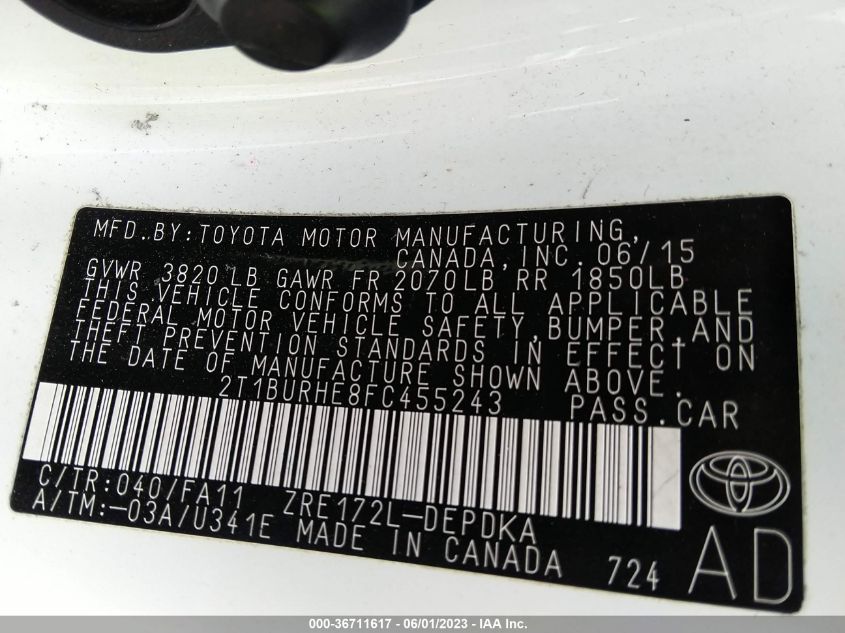 MFD. BY: TOYOTA MOTOR MANUFACTURING,
CANADA, INC. 06/15
GVWR 3820 LB GAWR FR 2070LB RR 1850LB
THIS VEHICLE CONFORMS TO ALL APPLICABLE
FEDERAL MOTOR VEHICLE SAFETY, BUMPER, AND
THEFT PREVENTION STANDARDS IN EFFECT ON
THE DATE OF MANUFACTURE SHOWN ABOVE.
2T1BURHE8FC455243 PASS. CAR
C/TR: 040/FA11 ZRE172L-DEPDKA
A/TM: -03A/U341E MADE IN CANADA 724
AD
000-36711617 - 06/01/2023 - IAA Inc.